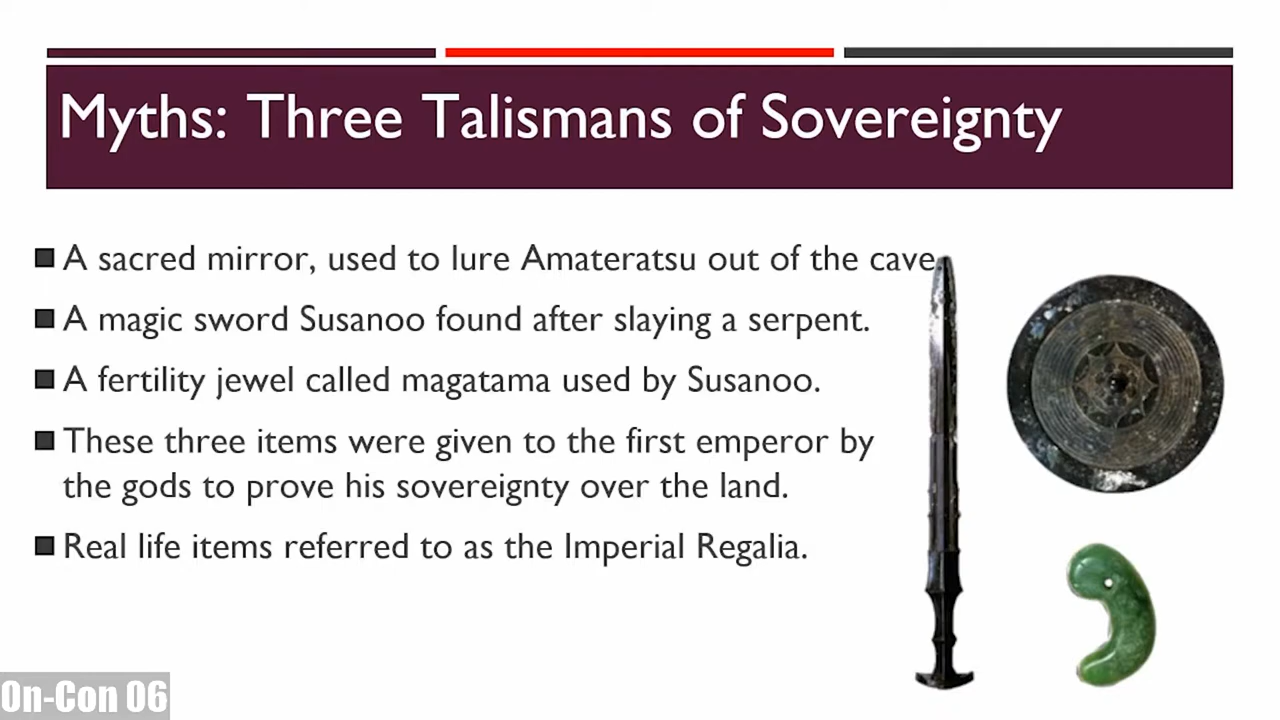 Myths: Three Talismans of Sovereignty
A sacred mirror, used to lure Amateratsu out of the cave.
A magic sword Susanoo found after slaying a serpent.
A fertility jewel called magatama used by Susanoo.
These three items were given to the first emperor by
the gods to prove his sovereignty over the land.
Real life items referred to as the Imperial Regalia.
On-Con 06